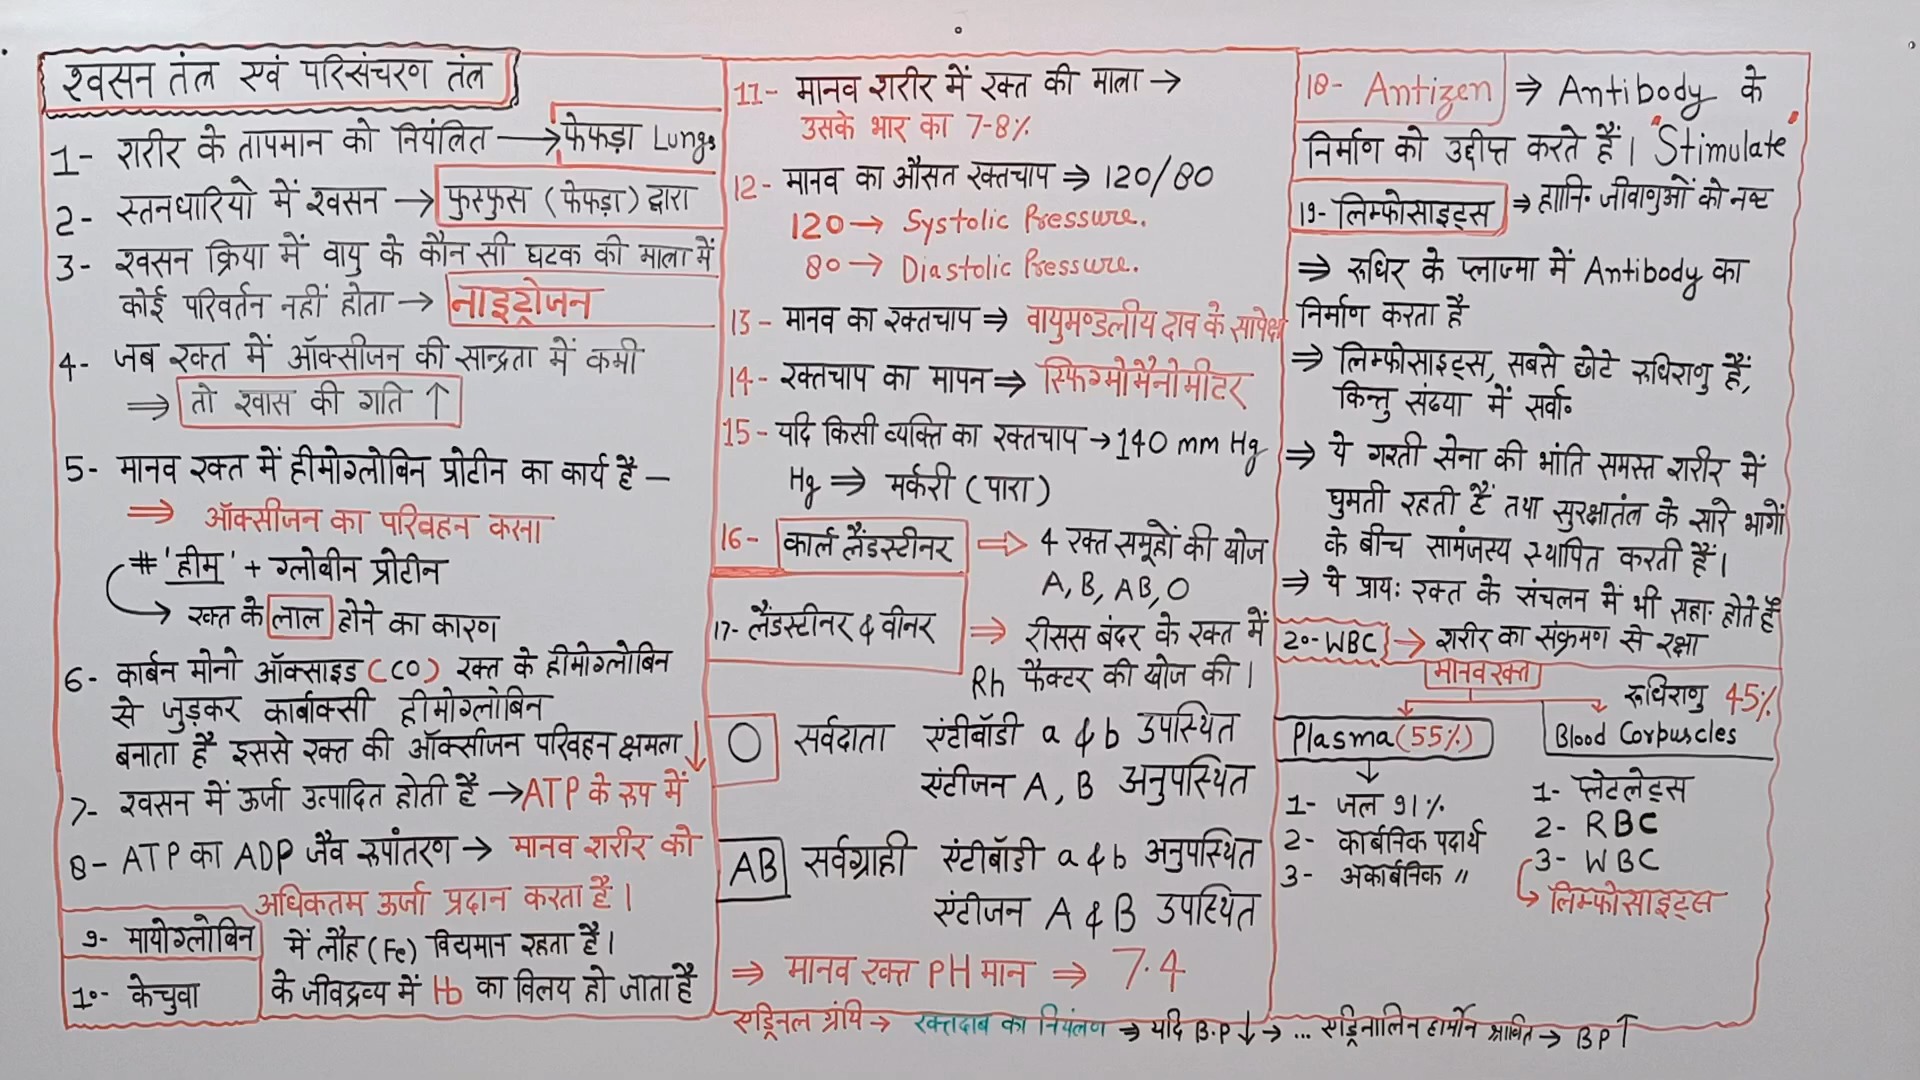 श्वसन तंत्र एवं परिसंचरण तंत्र
1- शरीर के तापमान को नियंत्रित → फेफड़ा Lungs
2- स्तनधारियो में श्वसन → फुस्फुस (फेफड़ा) द्वारा
3- श्वसन क्रिया में वायु के कौन सी घटक की मात्रा में
कोई परिवर्तन नहीं होता → नाइट्रोजन
4- जब रक्त में ऑक्सीजन की सान्द्रता में कमी
⇒ तो श्वास की गति ↑
5- मानव रक्त में हीमोग्लोबिन प्रोटीन का कार्य है –
⇒ ऑक्सीजन का परिवहन करना
# 'हीम' + ग्लोबीन प्रोटीन
→ रक्त के लाल होने का कारण
6- कार्बन मोनो ऑक्साइड (CO) रक्त के हीमोग्लोबिन
से जुड़कर कार्बाक्सी हीमोग्लोबिन
बनाता है इससे रक्त की ऑक्सीजन परिवहन क्षमता ↓
7- श्वसन में ऊर्जा उत्पादित होती है → ATP के रूप में
8- ATP का ADP जैव रूपांतरण → मानव शरीर को
अधिकतम ऊर्जा प्रदान करता है।
9- मायोग्लोबिन में लौह (Fe) विद्यमान रहता है।
10- केचुवा के जीवद्रव्य में Hb का विलय हो जाता है
11- मानव शरीर में रक्त की मात्रा →
उसके भार का 7-8%
12- मानव का औसत रक्तचाप ⇒ 120/80
120 → Systolic Pressure.
80 → Diastolic Pressure.
13- मानव का रक्तचाप ⇒ वायुमण्डलीय दाव के सापेक्ष
14- रक्तचाप का मापन ⇒ स्फिग्मोमैनोमीटर
15- यदि किसी व्यक्ति का रक्तचाप → 140 mm Hg
Hg ⇒ मर्करी (पारा)
16- कार्ल लैंडस्टीनर ⇒ 4 रक्त समूहों की खोज
A, B, AB, O
17- लैंडस्टीनर & वीनर ⇒ रीसस बंदर के रक्त में
Rh फैक्टर की खोज की।
O सर्वदाता एंटीबॉडी a & b उपस्थित
एंटीजन A, B अनुपस्थित
AB सर्वग्राही एंटीबॉडी a & b अनुपस्थित
एंटीजन A & B उपस्थित
⇒ मानव रक्त PH मान ⇒ 7.4
एड्रिनल ग्रंथि → रक्तदाब का नियंत्रण ⇒ यदि B.P ↓ → ... एड्रिनालिन हार्मोन श्रावित → BP ↑
18- Antizen ⇒ Antibody के
निर्माण को उद्दीप्त करते हैं। "Stimulate"
19- लिम्फोसाइट्स ⇒ हानि॰ जीवाणुओं को नष्ट
⇒ रुधिर के प्लाज्मा में Antibody का
निर्माण करता है
⇒ लिम्फोसाइट्स, सबसे छोटे रुधिराणु हैं,
किन्तु संख्या में सर्वा॰
⇒ ये गश्ती सेना की भांति समस्त शरीर में
घुमती रहती हैं तथा सुरक्षातंत्र के सारे भागों
के बीच सामंजस्य स्थापित करती हैं।
⇒ ये प्रायः रक्त के संचलन में भी सहा॰ होते हैं
20- WBC → शरीर का संक्रमण से रक्षा
मानव रक्त
Plasma (55%)
1- जल 91%
2- कार्बनिक पदार्थ
3- अकार्बनिक "
रुधिराणु 45%
Blood Corpuscles
1- प्लेटलेट्स
2- RBC
3- WBC
→ लिम्फोसाइट्स